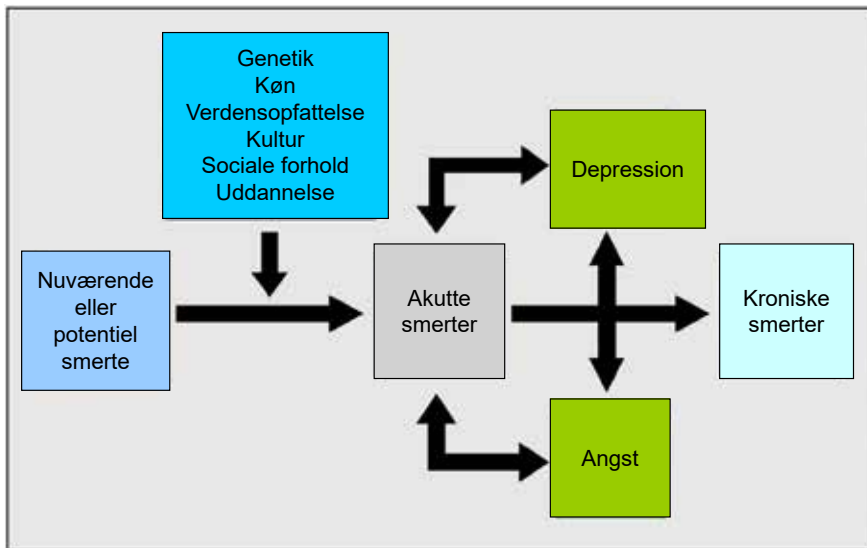 Genetik
Køn
Verdensopfattelse
Kultur
Sociale forhold
Uddannelse
Nuværende
eller
potentiel
smerte
Akutte
smerter
Depression
Angst
Kroniske
smerter